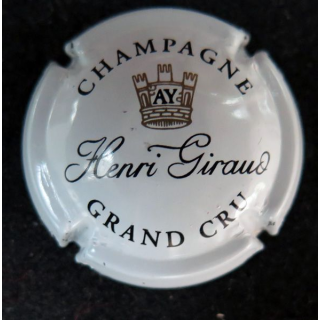 CHAMPAGNE
AY
Henri Giraud
GRAND CRU